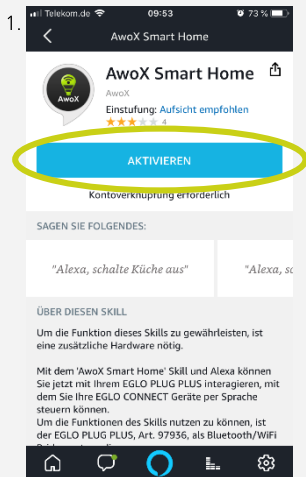 1.
Telekom.de 09:53 73 %
AwoX Smart Home
AwoX Smart Home
AwoX
AwoX
Einstufung: Aufsicht empfohlen
4
AKTIVIEREN
Kontoverknüpfung erforderlich
SAGEN SIE FOLGENDES:
"Alexa, schalte Küche aus" "Alexa, sc
ÜBER DIESEN SKILL
Um die Funktion dieses Skills zu gewährleisten, ist
eine zusätzliche Hardware nötig.
Mit dem 'AwoX Smart Home' Skill und Alexa können
Sie jetzt mit Ihrem EGLO PLUG PLUS interagieren, mit
dem Sie Ihre EGLO CONNECT Geräte per Sprache
steuern können.
Um die Funktionen des Skills nutzen zu können, ist
der EGLO PLUG PLUS, Art. 97936, als Bluetooth/WiFi